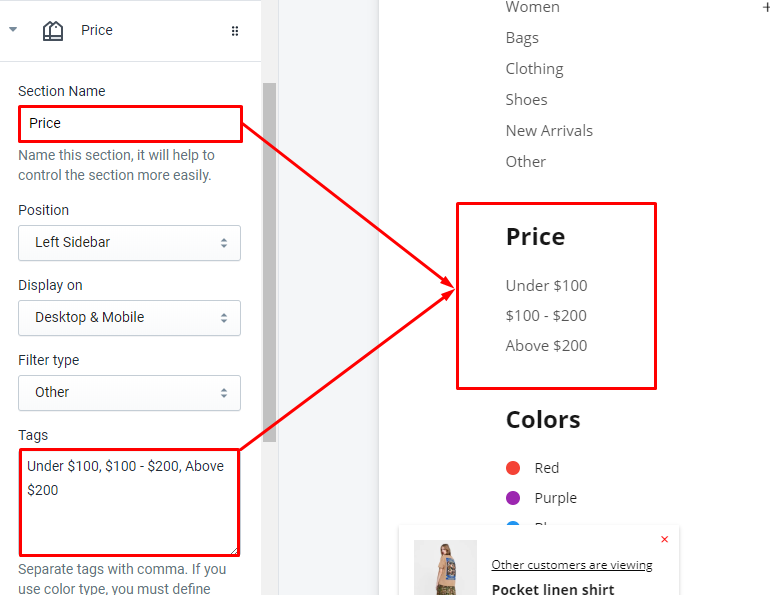 Price
Section Name
Price
Name this section, it will help to
control the section more easily.
Position
Left Sidebar
Display on
Desktop & Mobile
Filter type
Other
Tags
Under $100, $100 - $200, Above
$200
Separate tags with comma. If you
use color type, you must define
Women
+
Bags
Clothing
Shoes
New Arrivals
Other
Price
Under $100
$100 - $200
Above $200
Colors
Red
Purple
Other customers are viewing
Pocket linen shirt